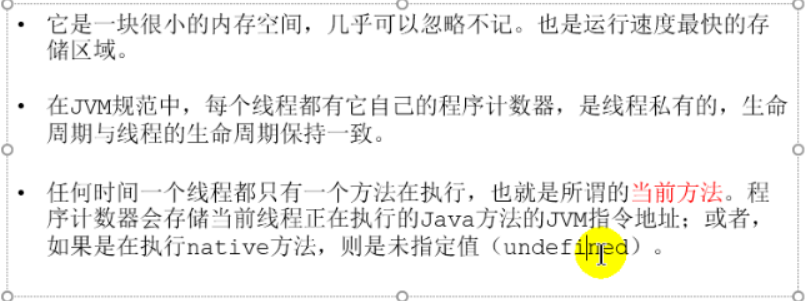 • 它是一块很小的内存空间，几乎可以忽略不记。也是运行速度最快的存
储区域。
• 在JVM规范中，每个线程都有它自己的程序计数器，是线程私有的，生命
周期与线程的生命周期保持一致。
• 任何时间一个线程都只有一个方法在执行，也就是所谓的当前方法。程
序计数器会存储当前线程正在执行的Java方法的JVM指令地址；或者，
如果是在执行native方法，则是未指定值（undefined）。